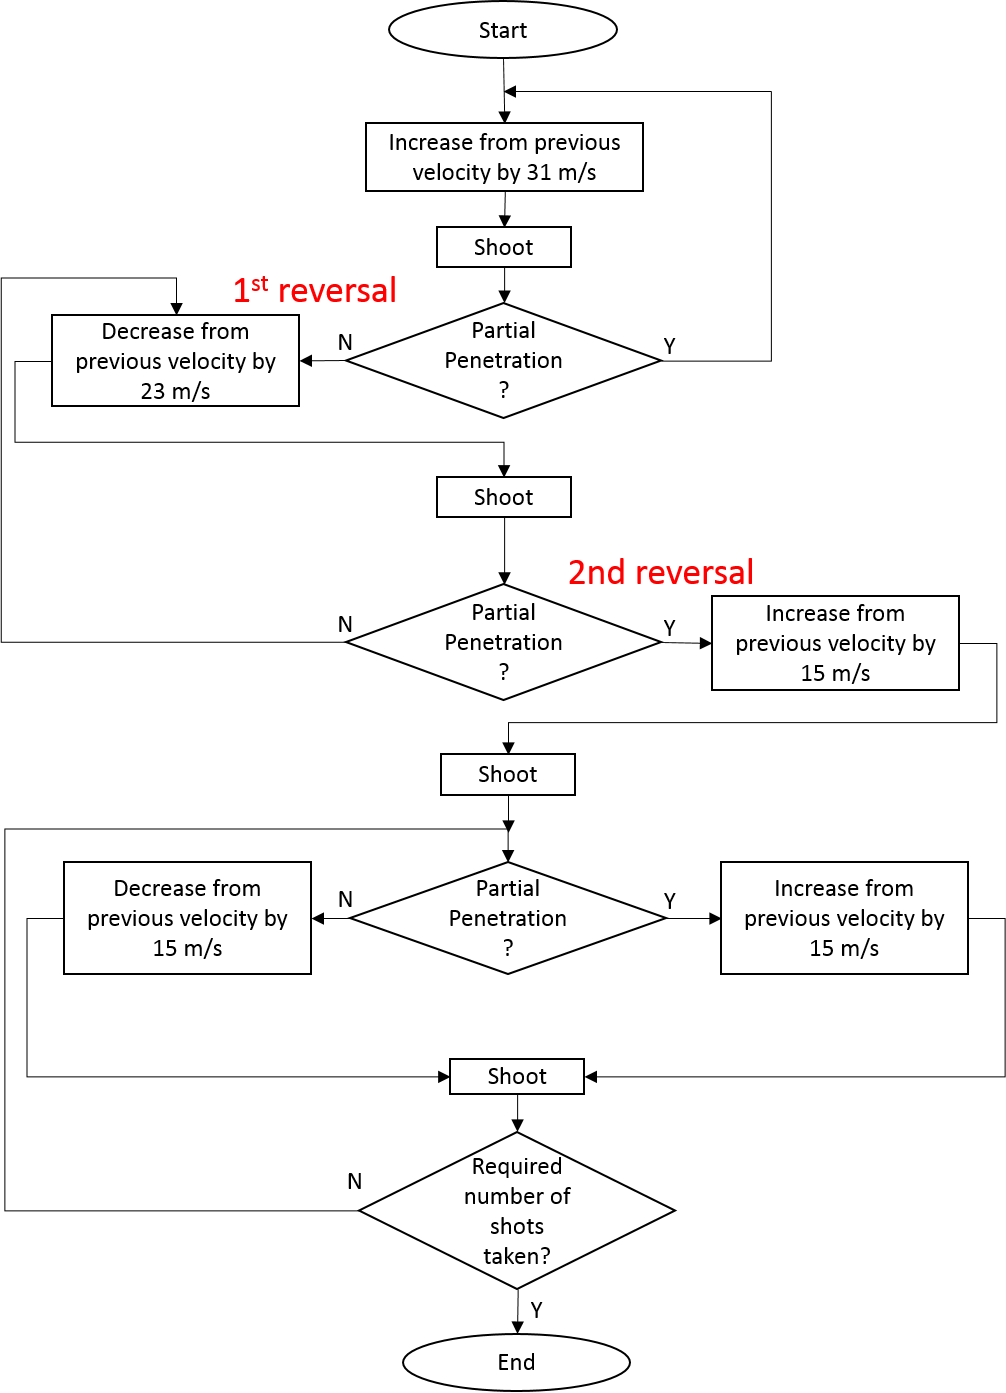 Start
Increase from previous
velocity by 31 m/s
Shoot
1st reversal
Partial
Penetration
?
N
Y
Decrease from
previous velocity by
23 m/s
Shoot
2nd reversal
Partial
Penetration
?
N
Y
Increase from
previous velocity by
15 m/s
Shoot
Decrease from
previous velocity by
15 m/s
N
Partial
Penetration
?
Y
Increase from
previous velocity by
15 m/s
Shoot
N
Required
number of
shots
taken?
Y
End